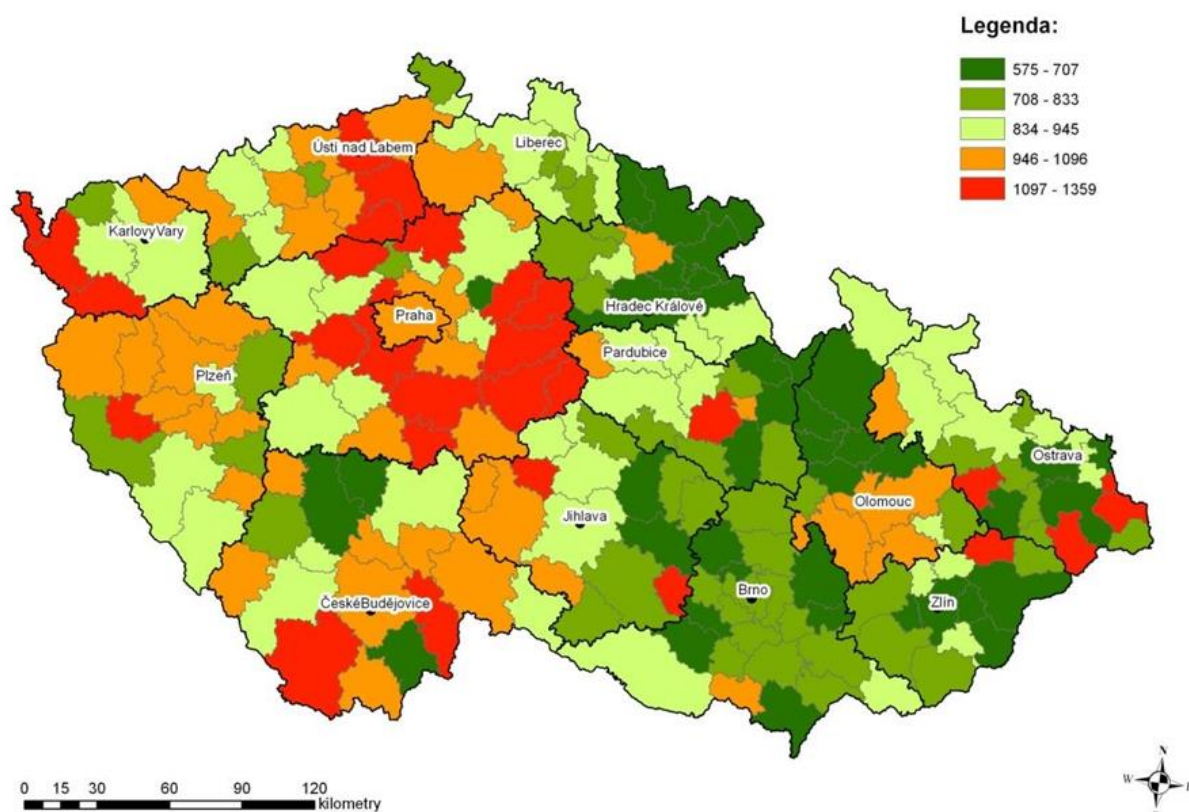 Legenda:
575 - 707
708 - 833
834 - 945
946 - 1096
1097 - 1359
Ústí nad Labem
Liberec
KarlovyVary
Praha
Hradec Králové
Pardubice
Plzeň
Ostrava
Olomouc
Jihlava
Brno
Zlín
ČeskéBudějovice
N
W
0 15 30 60 90 120
kilometry